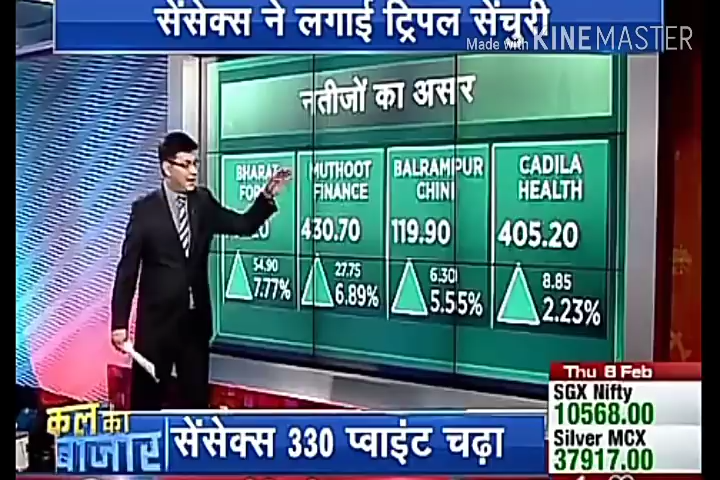 सेंसेक्स ने लगाई ट्रिपल सेंचुरी
Made with KINEMASTER
नतीजों का असर
BHARAT
MUTHOOT
BALRAMPUR
CADILA
FINANCE
CHINI
HEALTH
430.70
119.90
405.20
54.90
27.75
6.30
8.85
7.77%
6.89%
5.55%
2.23%
Thu 8 Feb
SGX Nifty
10568.00
Silver MCX
37917.00
कल का
बाजार
सेंसेक्स 330 प्वाइंट चढ़ा